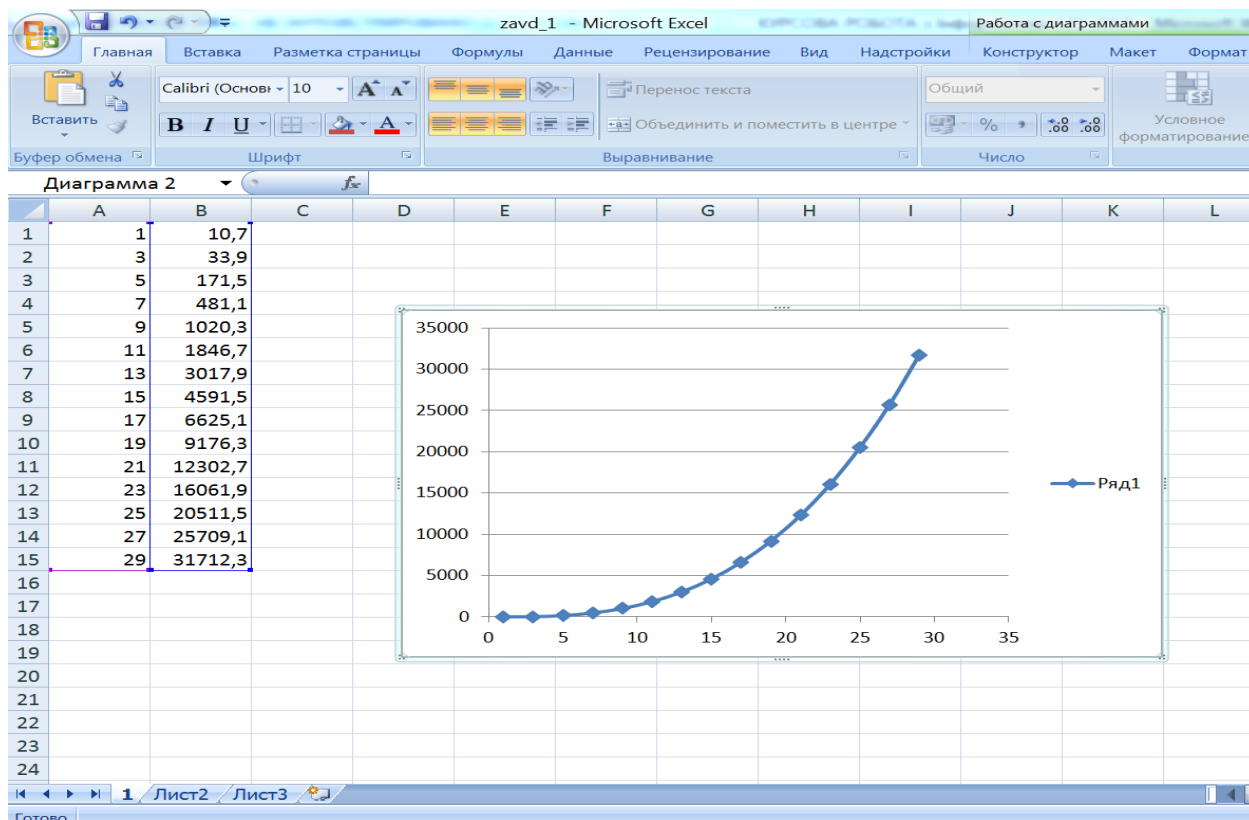 zavd_1 - Microsoft Excel
Работа с диаграммами
Главная Вставка Разметка страницы Формулы Данные Рецензирование Вид Надстройки Конструктор Макет Формат
Вставить
Calibri (Основн 10 A A
Ж
B I U A
Перенос текста
Объединить и поместить в центре
Общий
% ,00 ,00
Условное
форматирование
Буфер обмена Шрифт Выравнивание Число
Диаграмма 2 fx
A B C D E F G H I J K L
1 1 10,7
2 3 33,9
3 5 171,5
4 7 481,1
5 9 1020,3
6 11 1846,7
7 13 3017,9
8 15 4591,5
9 17 6625,1
10 19 9176,3
11 21 12302,7
12 23 16061,9
13 25 20511,5
14 27 25709,1
15 29 31712,3
16
17
18
19
20
21
22
23
24
35000
30000
25000
20000
15000
10000
5000
0
0 5 10 15 20 25 30 35
Ряд1
1 Лист2 Лист3
Готово